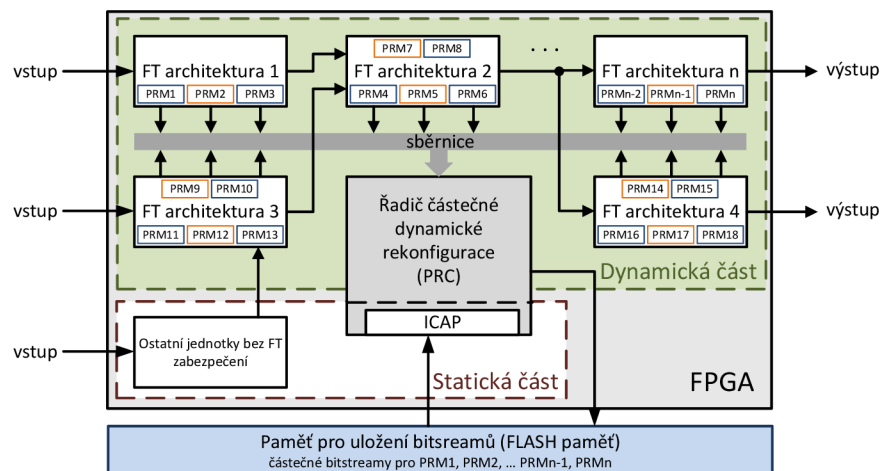 PRM7 PRM8
. . .
vstup FT architektura 1 FT architektura 2 FT architektura n výstup
PRM1 PRM2 PRM3 PRM4 PRM5 PRM6 PRMn-2 PRMn-1 PRMn
sběrnice
PRM9 PRM10 PRM14 PRM15
vstup FT architektura 3 FT architektura 4 výstup
PRM11 PRM12 PRM13 PRM16 PRM17 PRM18
Řadič částečné
dynamické
rekonfigurace
(PRC)
Dynamická část
ICAP
vstup
Ostatní jednotky bez FT
zabezpečení
Statická část
FPGA
Paměť pro uložení bitsreamů (FLASH paměť)
částečné bitstreamy pro PRM1, PRM2, ... PRMn-1, PRMn